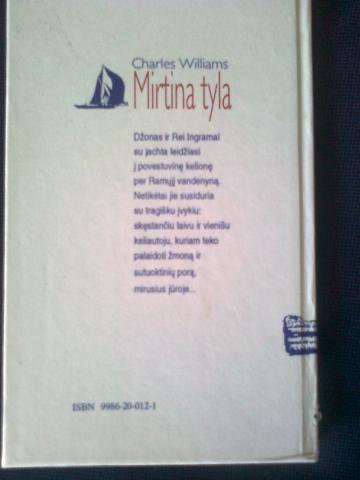 Charles Williams
Mirtina tyla
Džonas ir Rei Ingramai
su jachta leidžiasi
į povestuvinę kelionę
per Ramųjį vandenyną.
Netikėtai jie susiduria
su tragišku įvykiu:
skęstančiu laivu ir vienišu
keliautoju, kuriam teko
palaidoti žmoną ir
sutuoktinių porą,
mirusius jūroje...
ISBN 9986-20-012-1